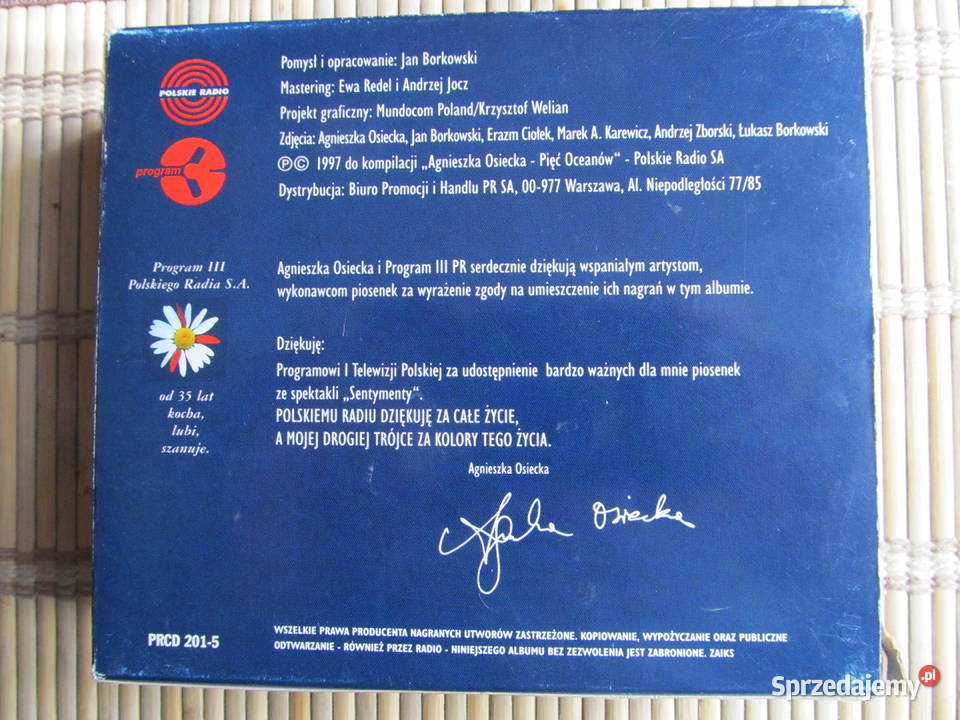 POLSKIE RADIO
program
Pomysł i opracowanie: Jan Borkowski
Mastering: Ewa Redel i Andrzej Jocz
Projekt graficzny: Mundocom Poland/Krzysztof Welian
Zdjęcia: Agnieszka Osiecka, Jan Borkowski, Erazm Ciołek, Marek A. Karewicz, Andrzej Zborski, Łukasz Borkowski
℗© 1997 do kompilacji „Agnieszka Osiecka - Pięć Oceanów" - Polskie Radio SA
Dystrybucja: Biuro Promocji i Handlu PR SA, 00-977 Warszawa, Al. Niepodległości 77/85
Program III
Polskiego Radia S.A.
od 35 lat
kocha,
lubi,
szanuje.
Agnieszka Osiecka i Program III PR serdecznie dziękują wspaniałym artystom,
wykonawcom piosenek za wyrażenie zgody na umieszczenie ich nagrań w tym albumie.
Dziękuję:
Programowi I Telewizji Polskiej za udostępnienie bardzo ważnych dla mnie piosenek
ze spektakli „Sentymenty".
POLSKIEMU RADIU DZIĘKUJĘ ZA CAŁE ŻYCIE,
A MOJEJ DROGIEJ TRÓJCE ZA KOLORY TEGO ŻYCIA.
Agnieszka Osiecka
Osiecka
PRCD 201-5
WSZELKIE PRAWA PRODUCENTA NAGRANYCH UTWORÓW ZASTRZEŻONE. KOPIOWANIE, WYPOŻYCZANIE ORAZ PUBLICZNE
ODTWARZANIE - RÓWNIEŻ PRZEZ RADIO - NINIEJSZEGO ALBUMU BEZ ZEZWOLENIA JEST ZABRONIONE. ZAIKS
Sprzedajemy.pl